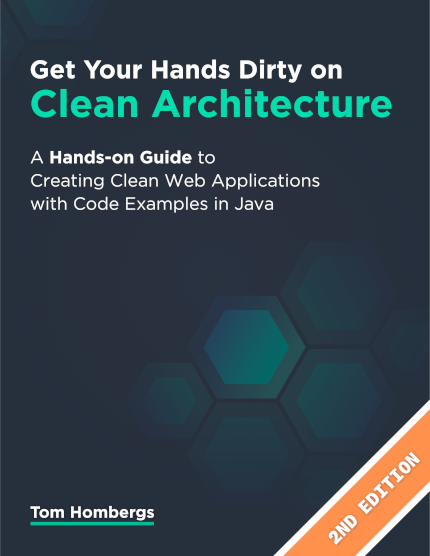 Get Your Hands Dirty on
Clean Architecture
A Hands-on Guide to
Creating Clean Web Applications
with Code Examples in Java
Tom Hombergs
2ND EDITION